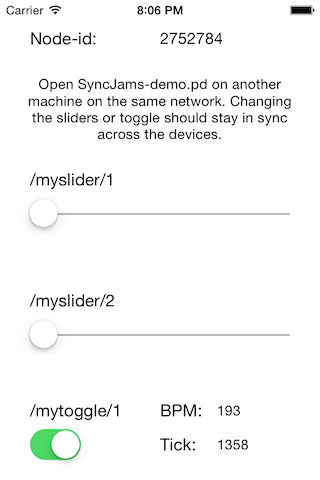 Carrier 8:06 PM
Node-id: 2752784
Open SyncJams-demo.pd on another
machine on the same network. Changing
the sliders or toggle should stay in sync
across the devices.
/myslider/1
/myslider/2
/mytoggle/1 BPM: 193
Tick: 1358